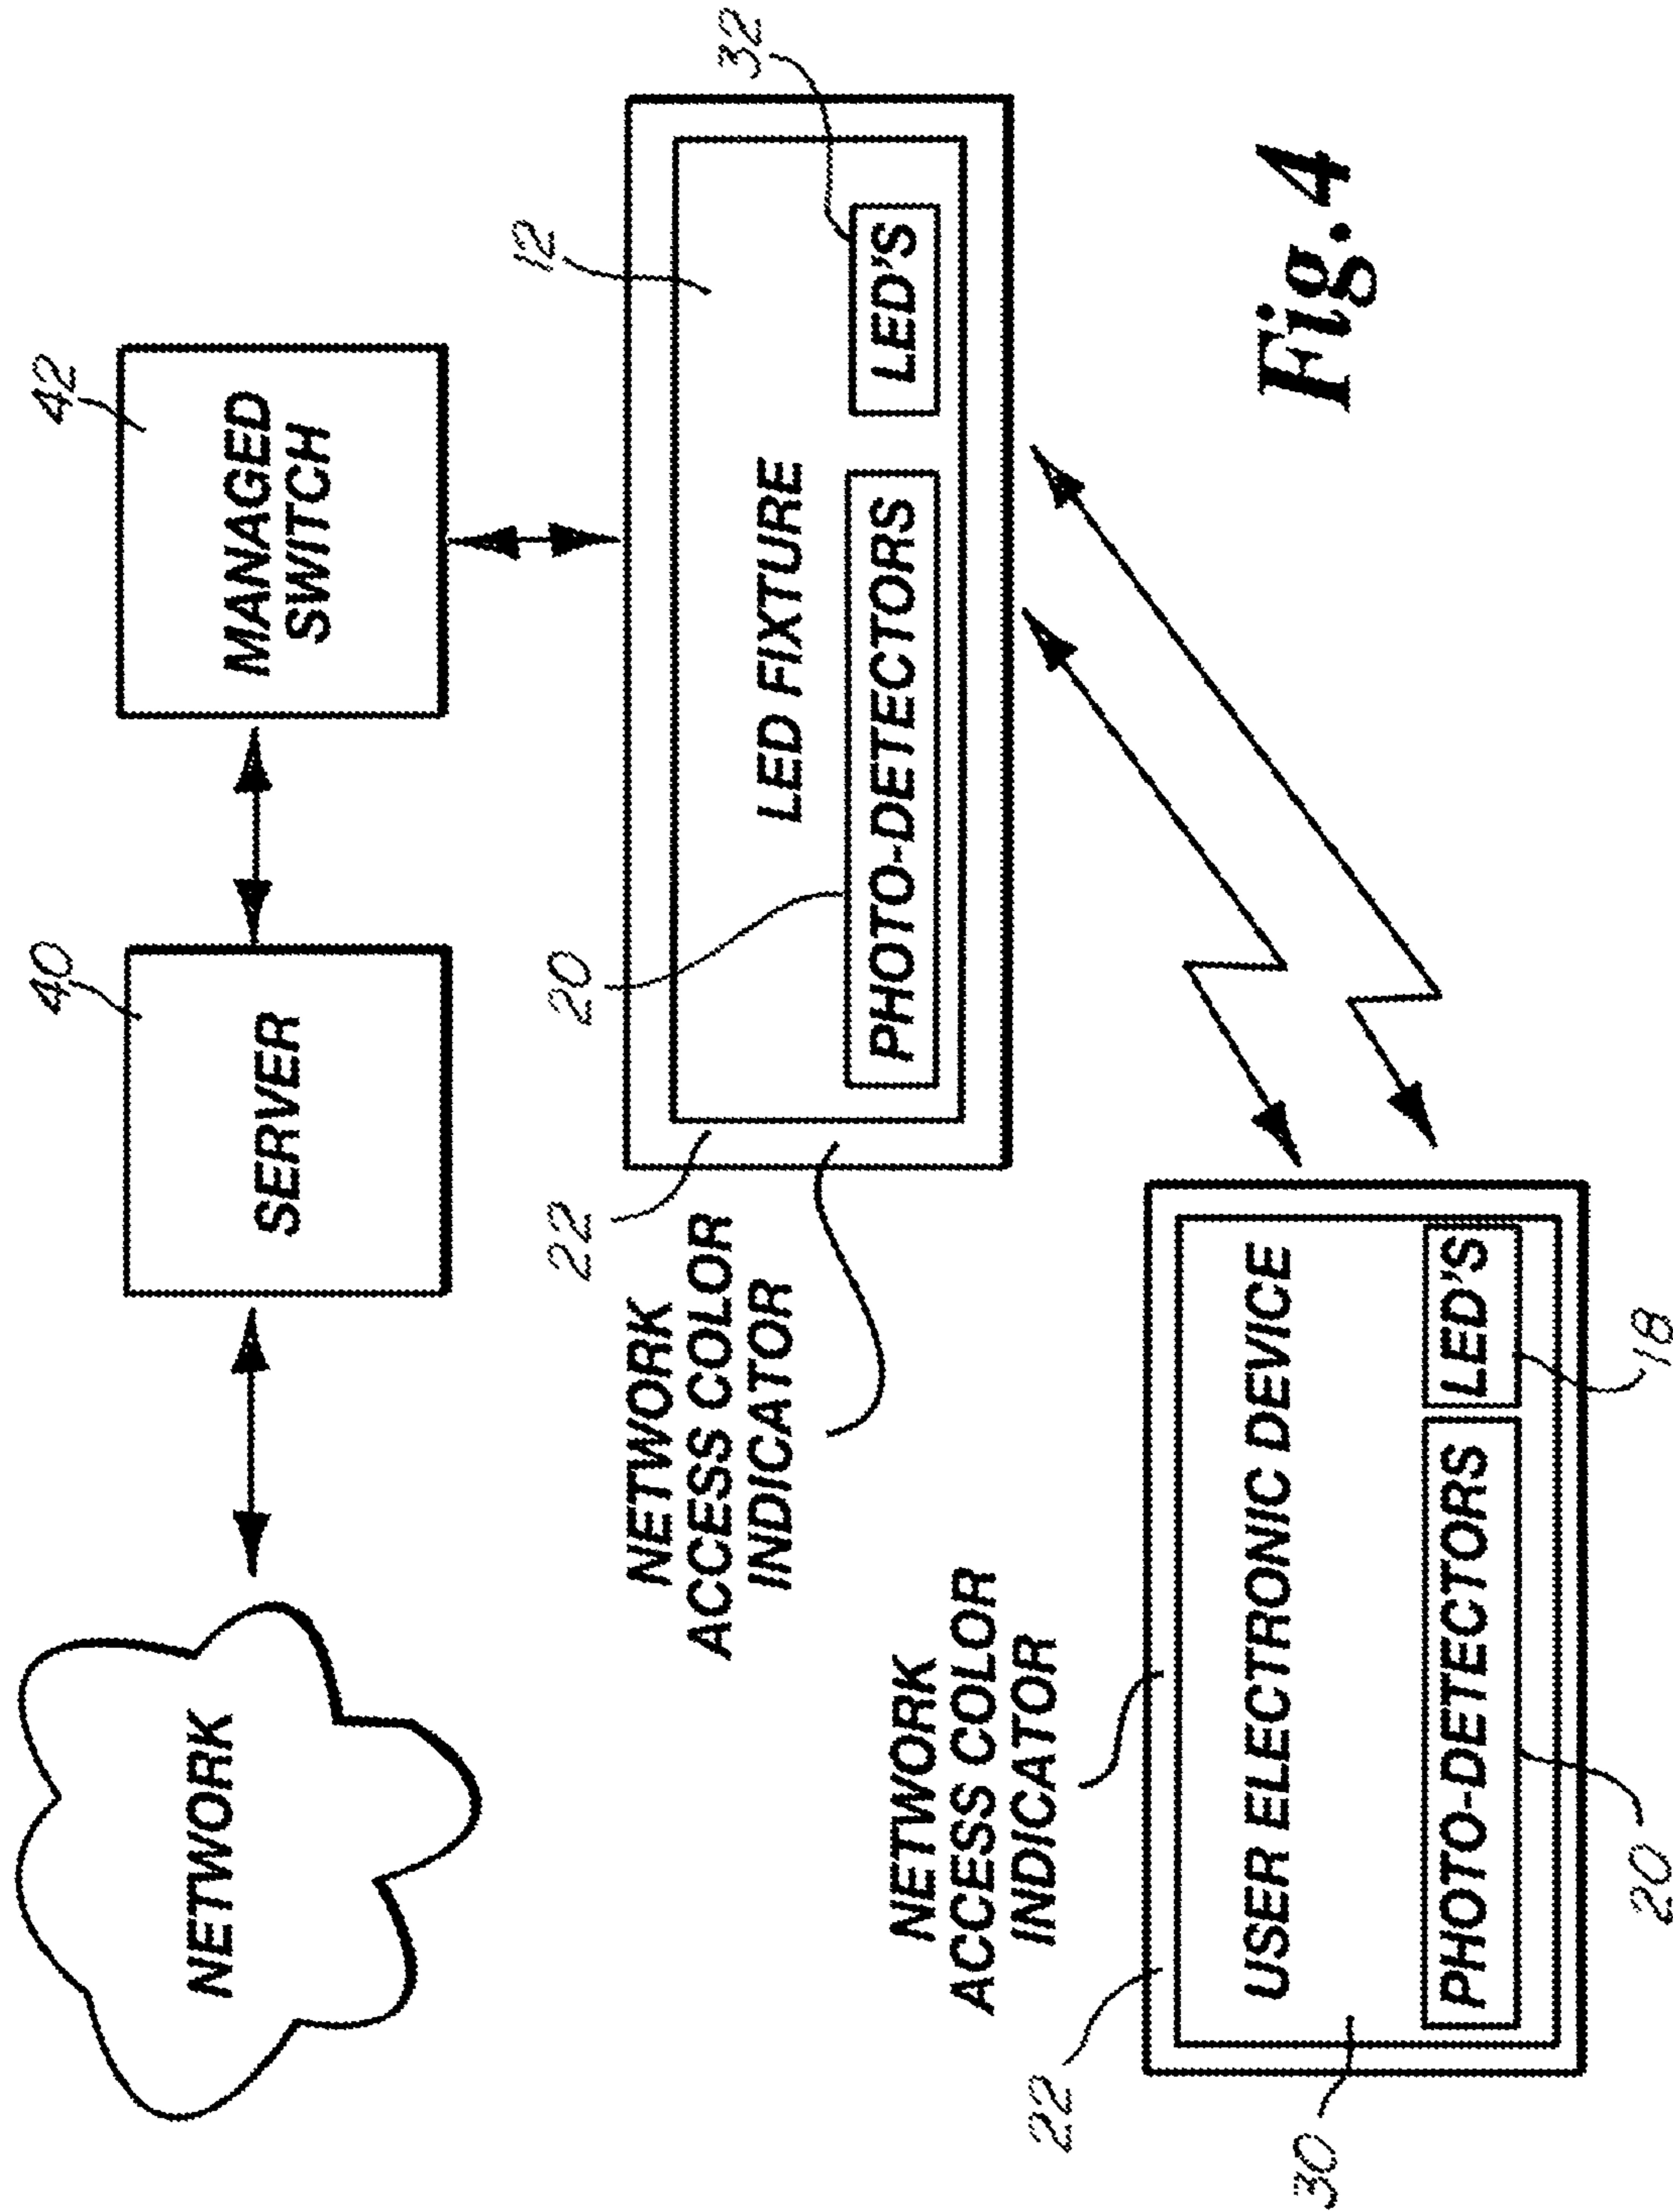 NETWORK
40
SERVER
42
MANAGED
SWITCH
NETWORK
ACCESS COLOR
INDICATOR
22
20
12
32
LED FIXTURE
PHOTO-DETECTORS
LED'S
NETWORK
ACCESS COLOR
INDICATOR
22
30
USER ELECTRONIC DEVICE
PHOTO-DETECTORS
LED'S
20
18
Fig. 4